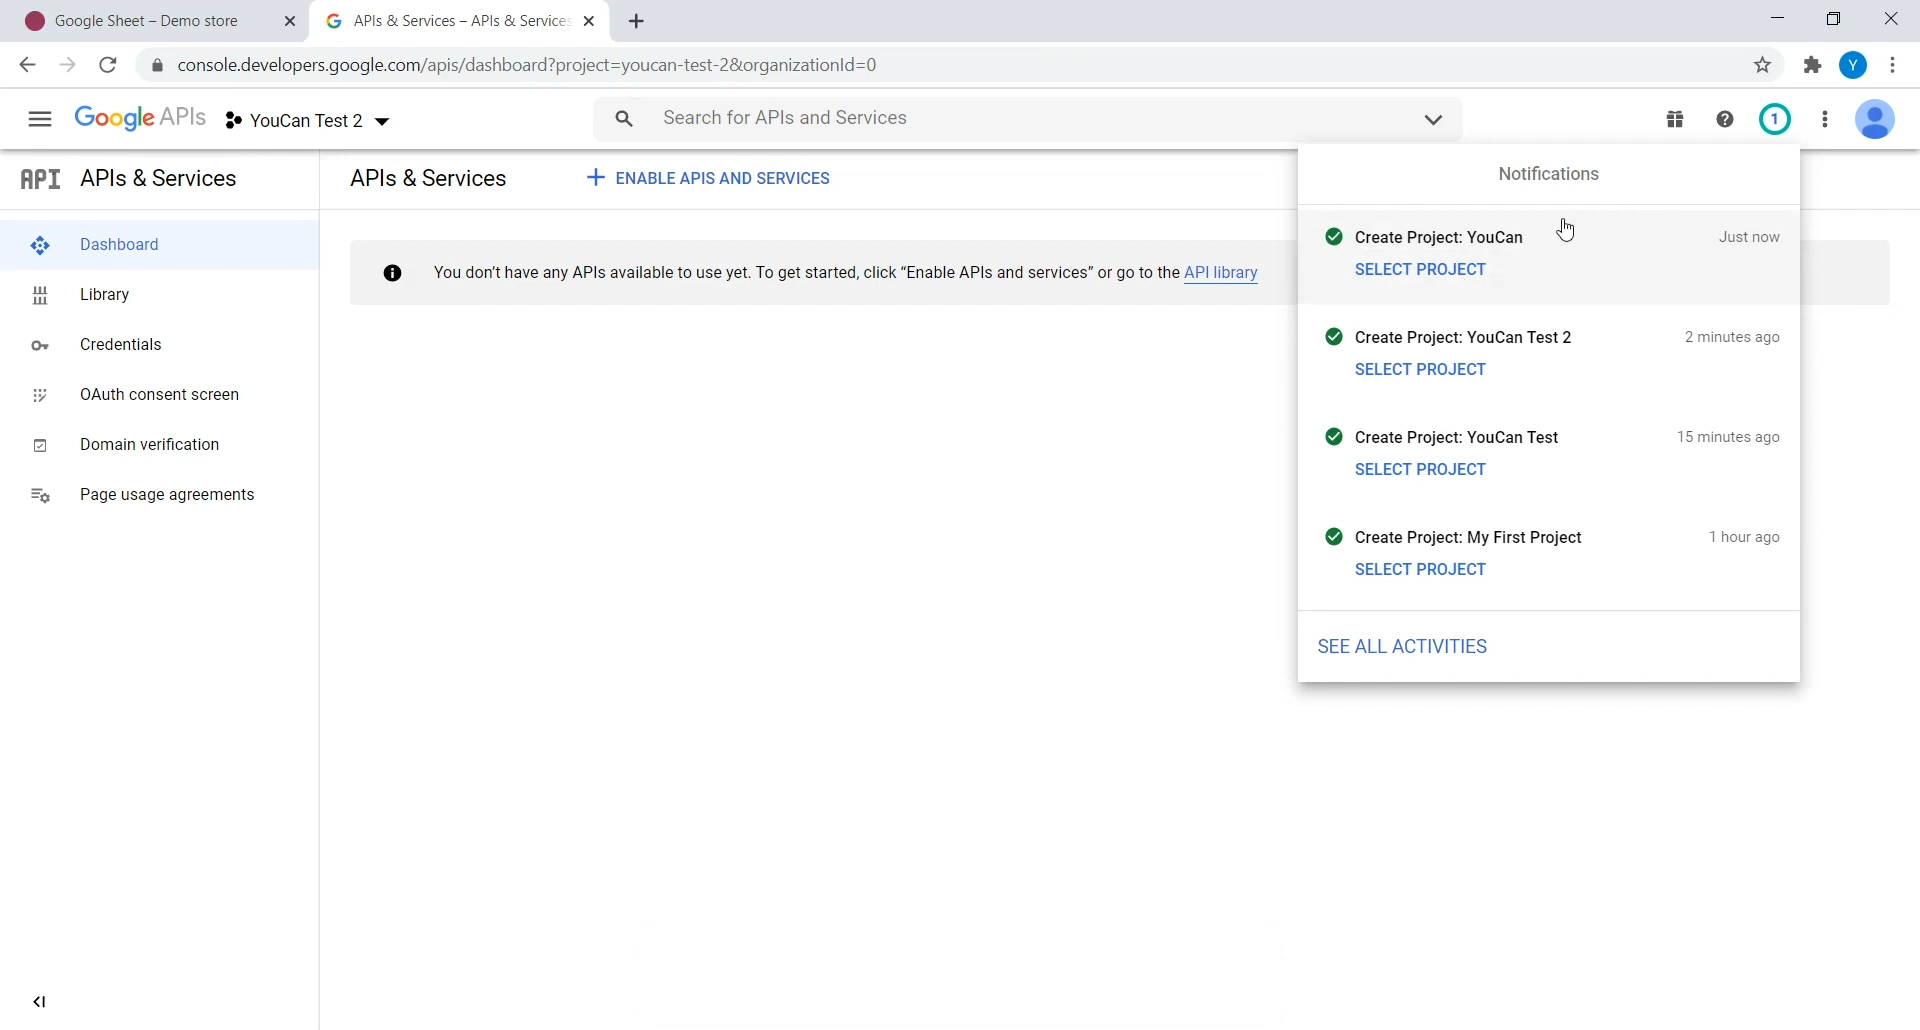 Google Sheet – Demo store
APIs & Services – APIs & Services
console.developers.google.com/apis/dashboard?project=youcan-test-2&organizationId=0
Y
Google APIs
YouCan Test 2
Search for APIs and Services
1
API
APIs & Services
APIs & Services
ENABLE APIS AND SERVICES
Dashboard
Library
Credentials
OAuth consent screen
Domain verification
Page usage agreements
You don't have any APIs available to use yet. To get started, click “Enable APIs and services” or go to the API library
Notifications
Create Project: YouCan
Just now
SELECT PROJECT
Create Project: YouCan Test 2
2 minutes ago
SELECT PROJECT
Create Project: YouCan Test
15 minutes ago
SELECT PROJECT
Create Project: My First Project
1 hour ago
SELECT PROJECT
SEE ALL ACTIVITIES